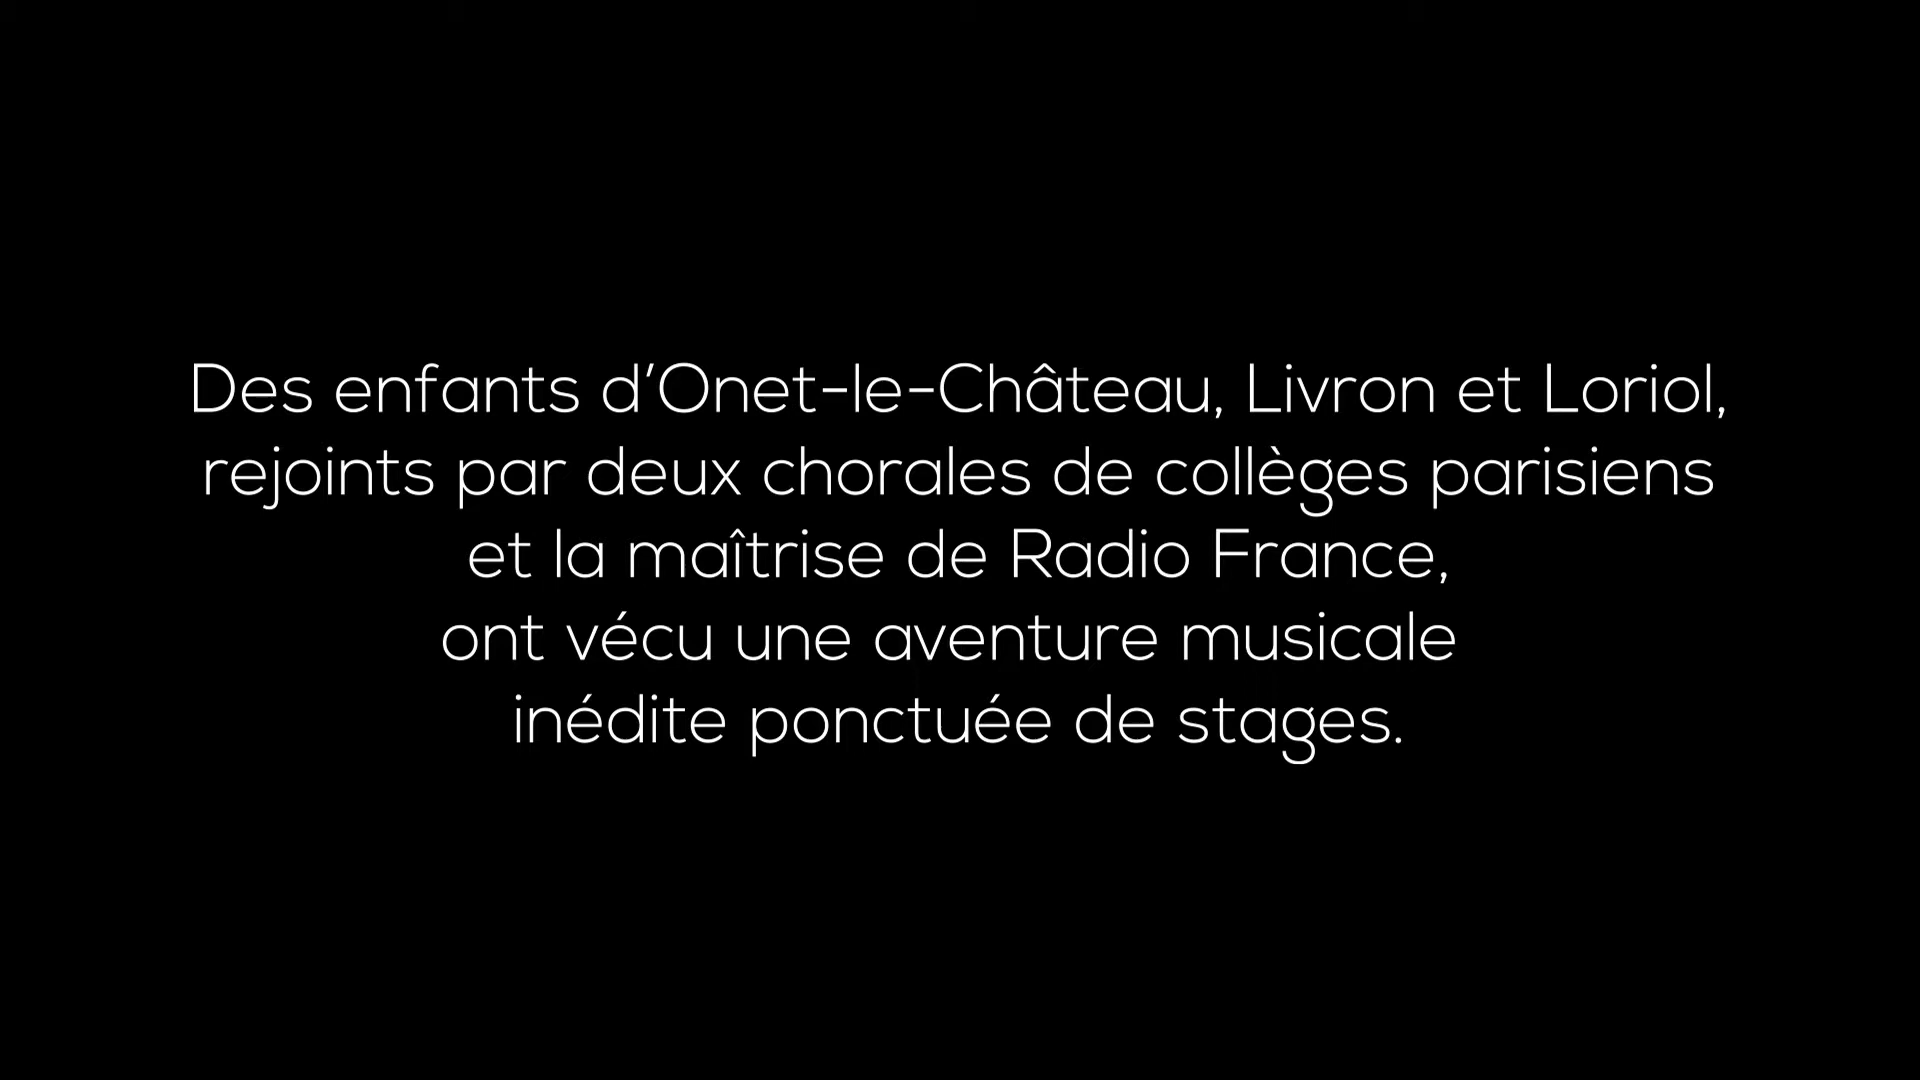 Des enfants d’Onet-le-Château, Livron et Loriol,
rejoints par deux chorales de collèges parisiens
et la maîtrise de Radio France,
ont vécu une aventure musicale
inédite ponctuée de stages.